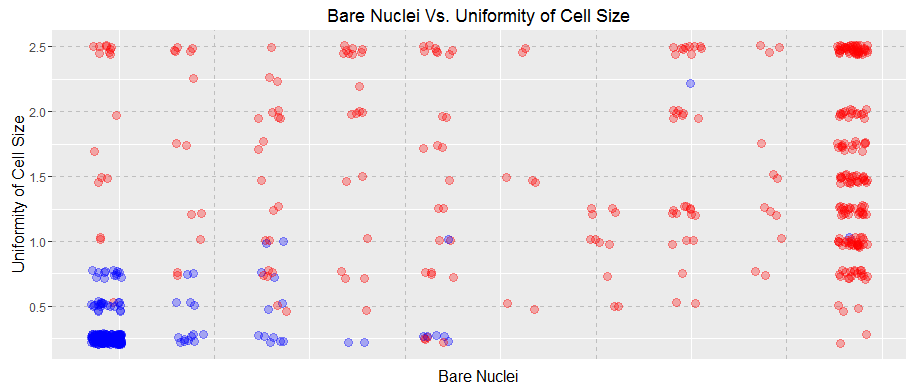 Bare Nuclei Vs. Uniformity of Cell Size
Uniformity of Cell Size
2.5
2.0
1.5
1.0
0.5
Bare Nuclei